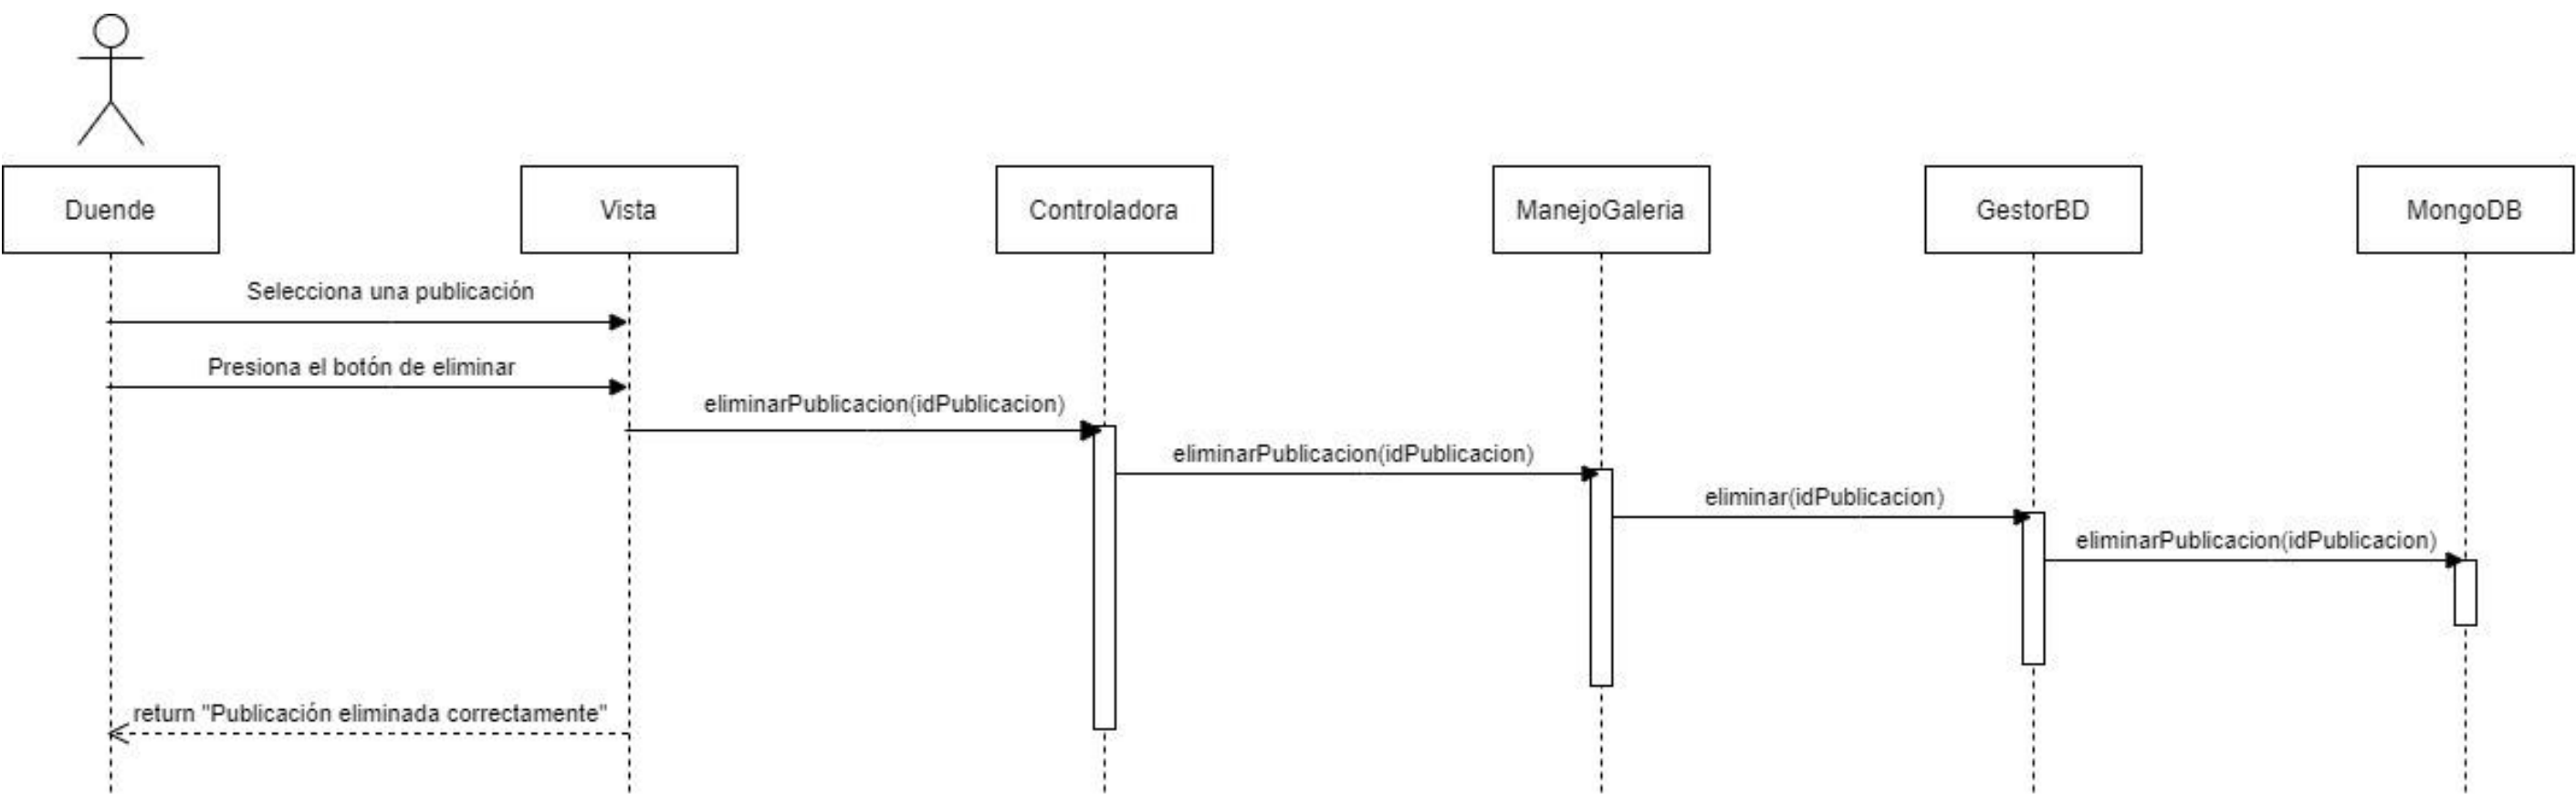 Duende
Vista
Controladora
ManejoGaleria
GestorBD
MongoDB
Selecciona una publicación
Presiona el botón de eliminar
eliminarPublicacion(idPublicacion)
eliminarPublicacion(idPublicacion)
eliminar(idPublicacion)
eliminarPublicacion(idPublicacion)
return "Publicación eliminada correctamente"